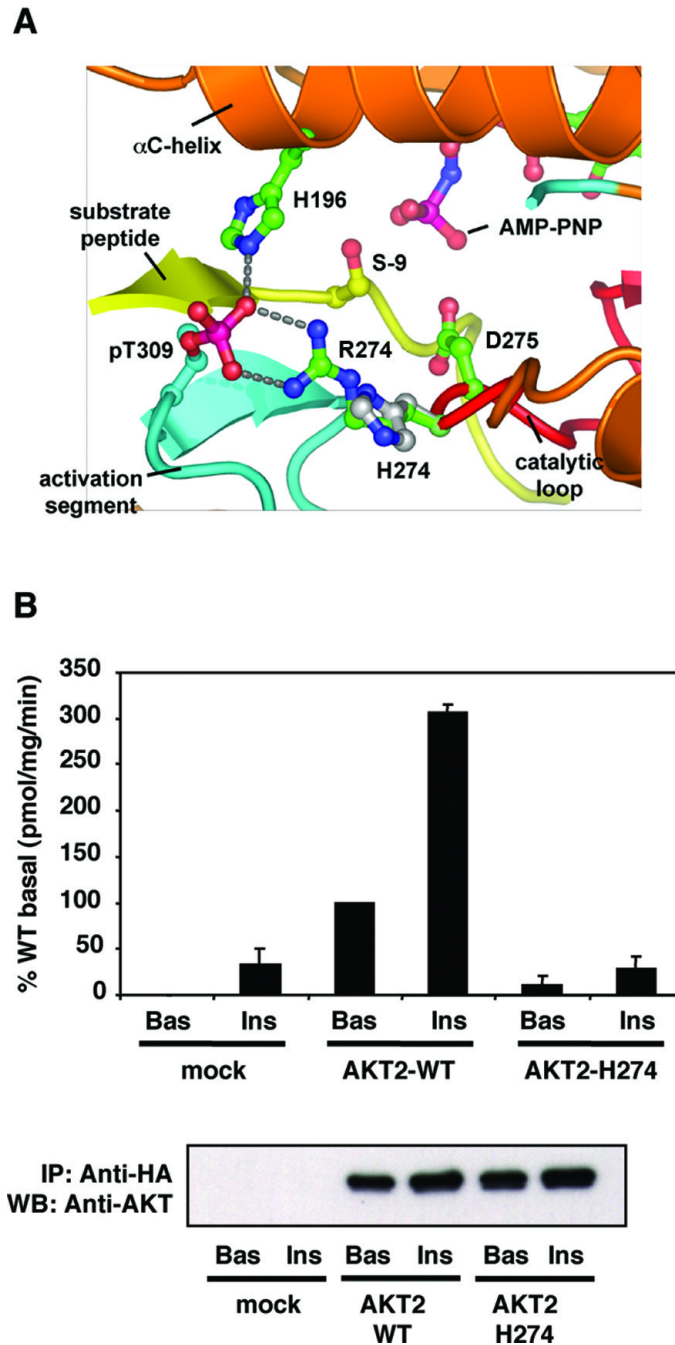 A
αC-helix
H196
substrate
peptide
AMP-PNP
S-9
pT309
R274
D275
H274
activation
segment
catalytic
loop
B
% WT basal (pmol/mg/min)
350
300
250
200
150
100
50
0
Bas Ins Bas Ins Bas Ins
mock AKT2-WT AKT2-H274
IP: Anti-HA
WB: Anti-AKT
Bas Ins Bas Ins Bas Ins
mock AKT2 AKT2
WT H274